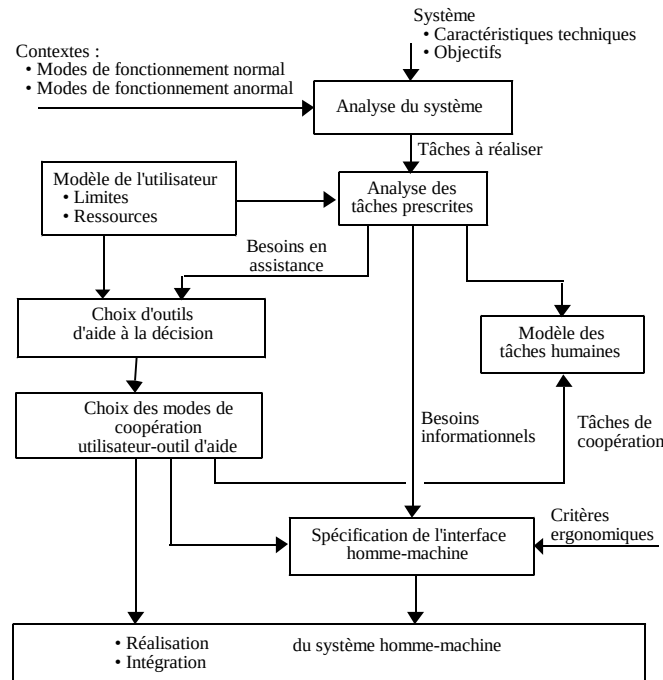 Système
• Caractéristiques techniques
• Objectifs
Contextes :
• Modes de fonctionnement normal
• Modes de fonctionnement anormal
Analyse du système
Tâches à réaliser
Modèle de l'utilisateur
• Limites
• Ressources
Analyse des
tâches prescrites
Besoins en
assistance
Choix d'outils
d'aide à la décision
Modèle des
tâches humaines
Choix des modes de
coopération
utilisateur-outil d'aide
Besoins
informationnels
Tâches de
coopération
Spécification de l'interface
homme-machine
Critères
ergonomiques
• Réalisation
• Intégration
du système homme-machine